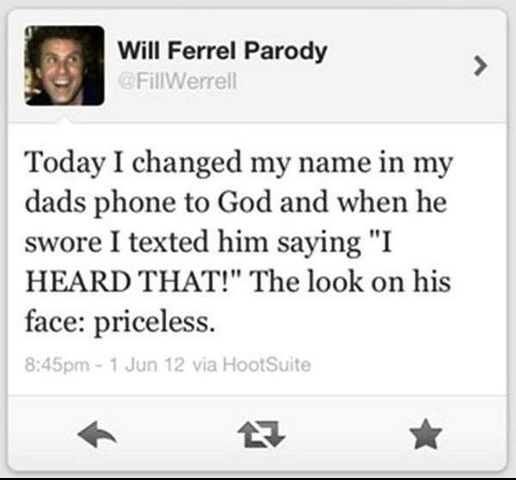 Will Ferrel Parody
@FillWerrell
Today I changed my name in my
dads phone to God and when he
swore I texted him saying "I
HEARD THAT!" The look on his
face: priceless.
8:45pm - 1 Jun 12 via HootSuite